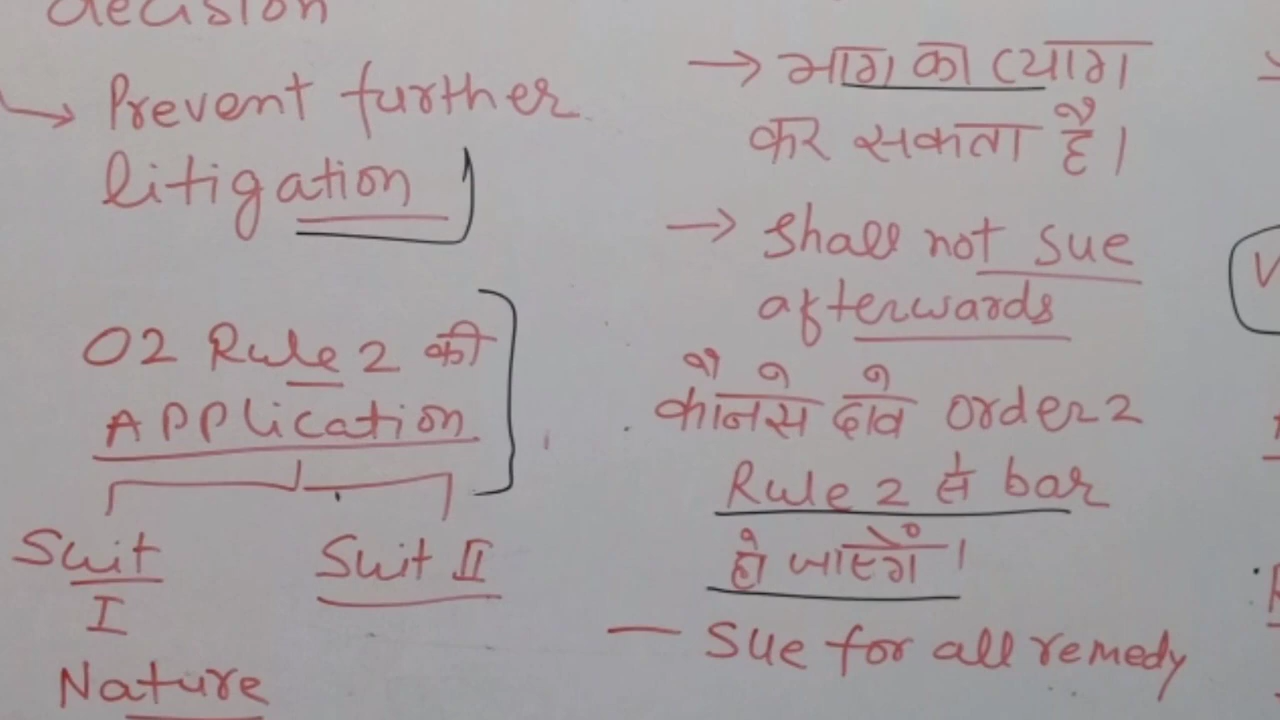 decision
→ Prevent further
litigation
O2 Rule 2 की
Application
Suit
I
Suit II
Nature
→ भाग का त्याग
कर सकता है।
→ Shall not sue
afterwards
कौनसे दावे Order 2
Rule 2 से bar
हो जाएंगे।
— Sue for all remedy